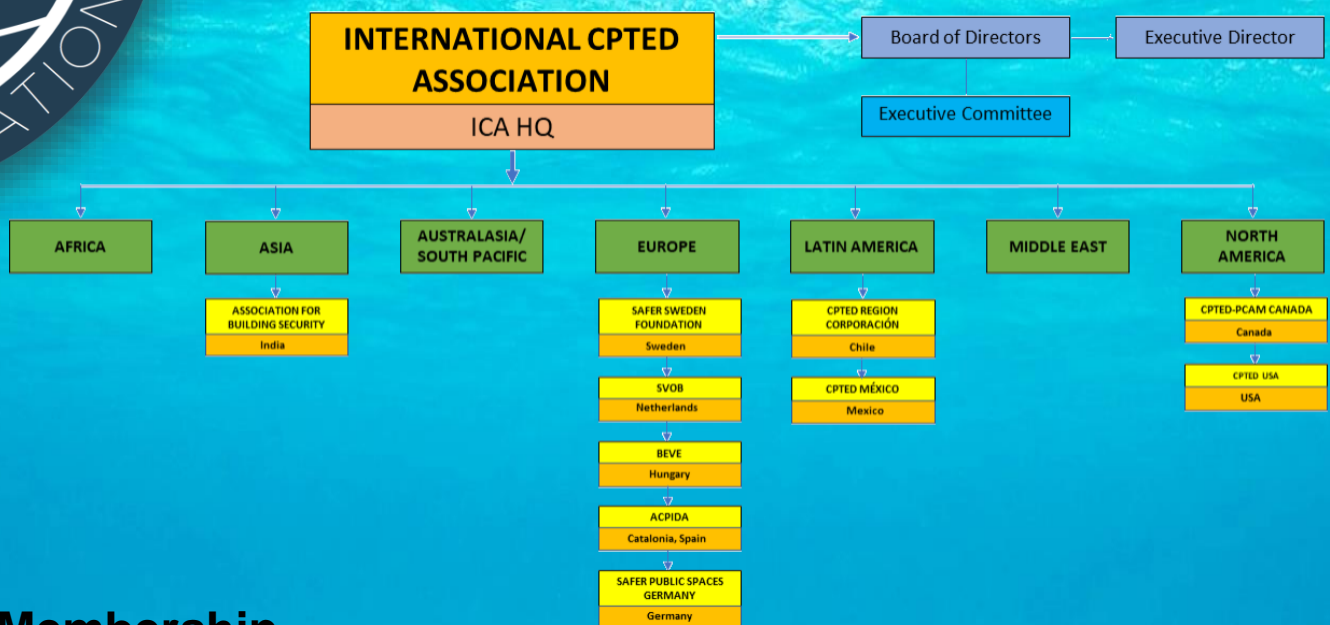 ATION
INTERNATIONAL CPTED
ASSOCIATION
ICA HQ
Board of Directors
Executive Director
Executive Committee
AFRICA
ASIA
AUSTRALASIA/
SOUTH PACIFIC
EUROPE
LATIN AMERICA
MIDDLE EAST
NORTH
AMERICA
ASSOCIATION FOR
BUILDING SECURITY
India
SAFER SWEDEN
FOUNDATION
Sweden
SVOB
Netherlands
BEVE
Hungary
ACPIDA
Catalonia, Spain
SAFER PUBLIC SPACES
GERMANY
Germany
CPTED REGION
CORPORACIÓN
Chile
CPTED MÉXICO
Mexico
CPTED-PCAM CANADA
Canada
CPTED USA
USA
Membership